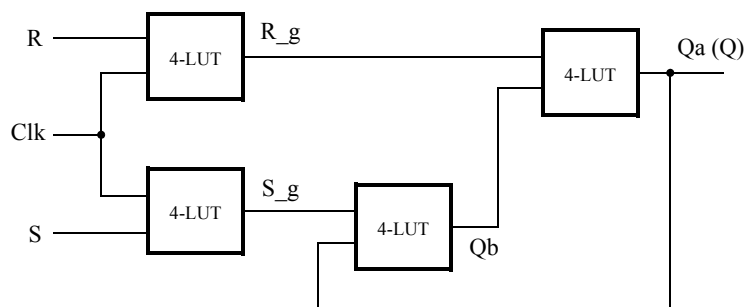 R
4-LUT
R_g
4-LUT
Qa (Q)
Clk
S
4-LUT
S_g
4-LUT
Qb